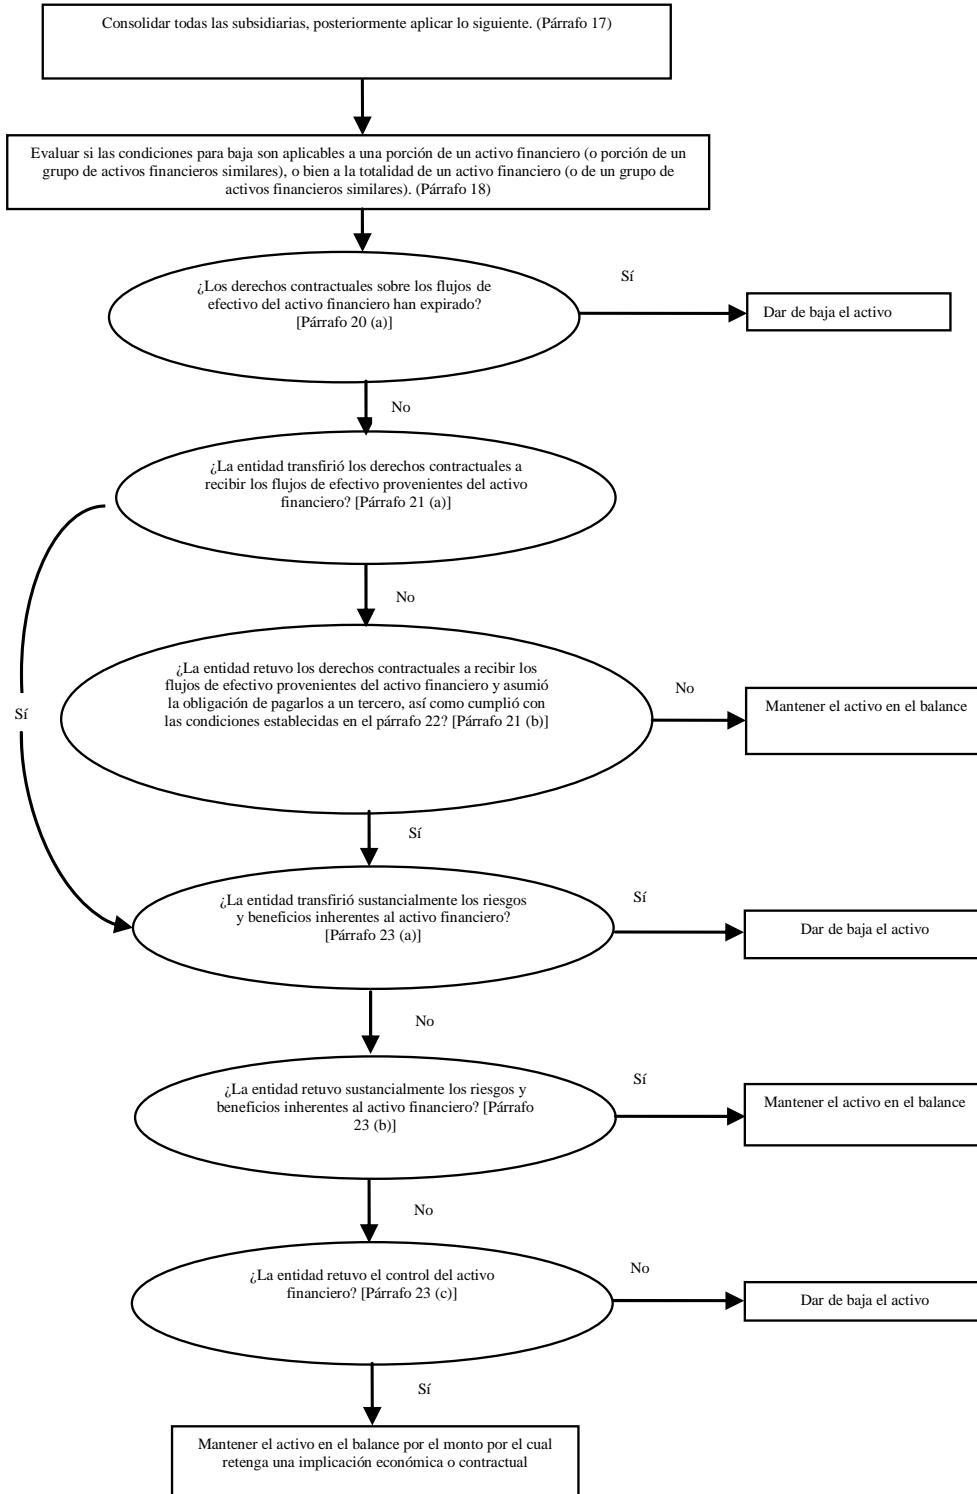 Consolidar todas las subsidiarias, posteriormente aplicar lo siguiente. (Párrafo 17)
Evaluar si las condiciones para baja son aplicables a una porción de un activo financiero (o porción de un
grupo de activos financieros similares), o bien a la totalidad de un activo financiero (o de un grupo de
activos financieros similares). (Párrafo 18)
¿Los derechos contractuales sobre los flujos de
efectivo del activo financiero han expirado?
[Párrafo 20 (a)]
Sí
Dar de baja el activo
No
¿La entidad transfirió los derechos contractuales a
recibir los flujos de efectivo provenientes del activo
financiero? [Párrafo 21 (a)]
No
Sí
¿La entidad retuvo los derechos contractuales a recibir los
flujos de efectivo provenientes del activo financiero y asumió
la obligación de pagarlos a un tercero, así como cumplió con
las condiciones establecidas en el párrafo 22? [Párrafo 21 (b)]
No
Mantener el activo en el balance
Sí
¿La entidad transfirió sustancialmente los riesgos
y beneficios inherentes al activo financiero?
[Párrafo 23 (a)]
Sí
Dar de baja el activo
No
¿La entidad retuvo sustancialmente los riesgos y
beneficios inherentes al activo financiero? [Párrafo
23 (b)]
Sí
Mantener el activo en el balance
No
¿La entidad retuvo el control del activo
financiero? [Párrafo 23 (c)]
No
Dar de baja el activo
Sí
Mantener el activo en el balance por el monto por el cual
retenga una implicación económica o contractual